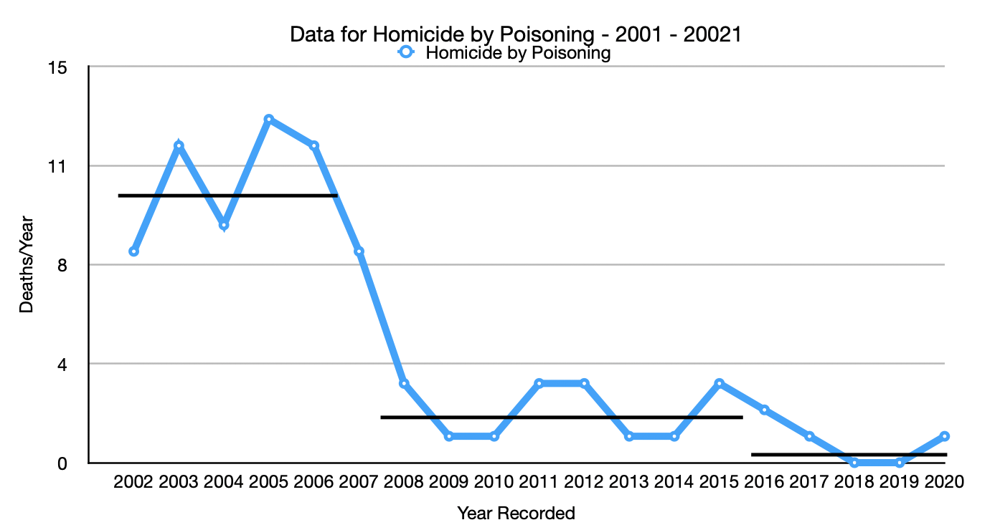 Data for Homicide by Poisoning - 2001 - 20021
Homicide by Poisoning
15
11
8
4
0
Deaths/Year
2002 2003 2004 2005 2006 2007 2008 2009 2010 2011 2012 2013 2014 2015 2016 2017 2018 2019 2020
Year Recorded